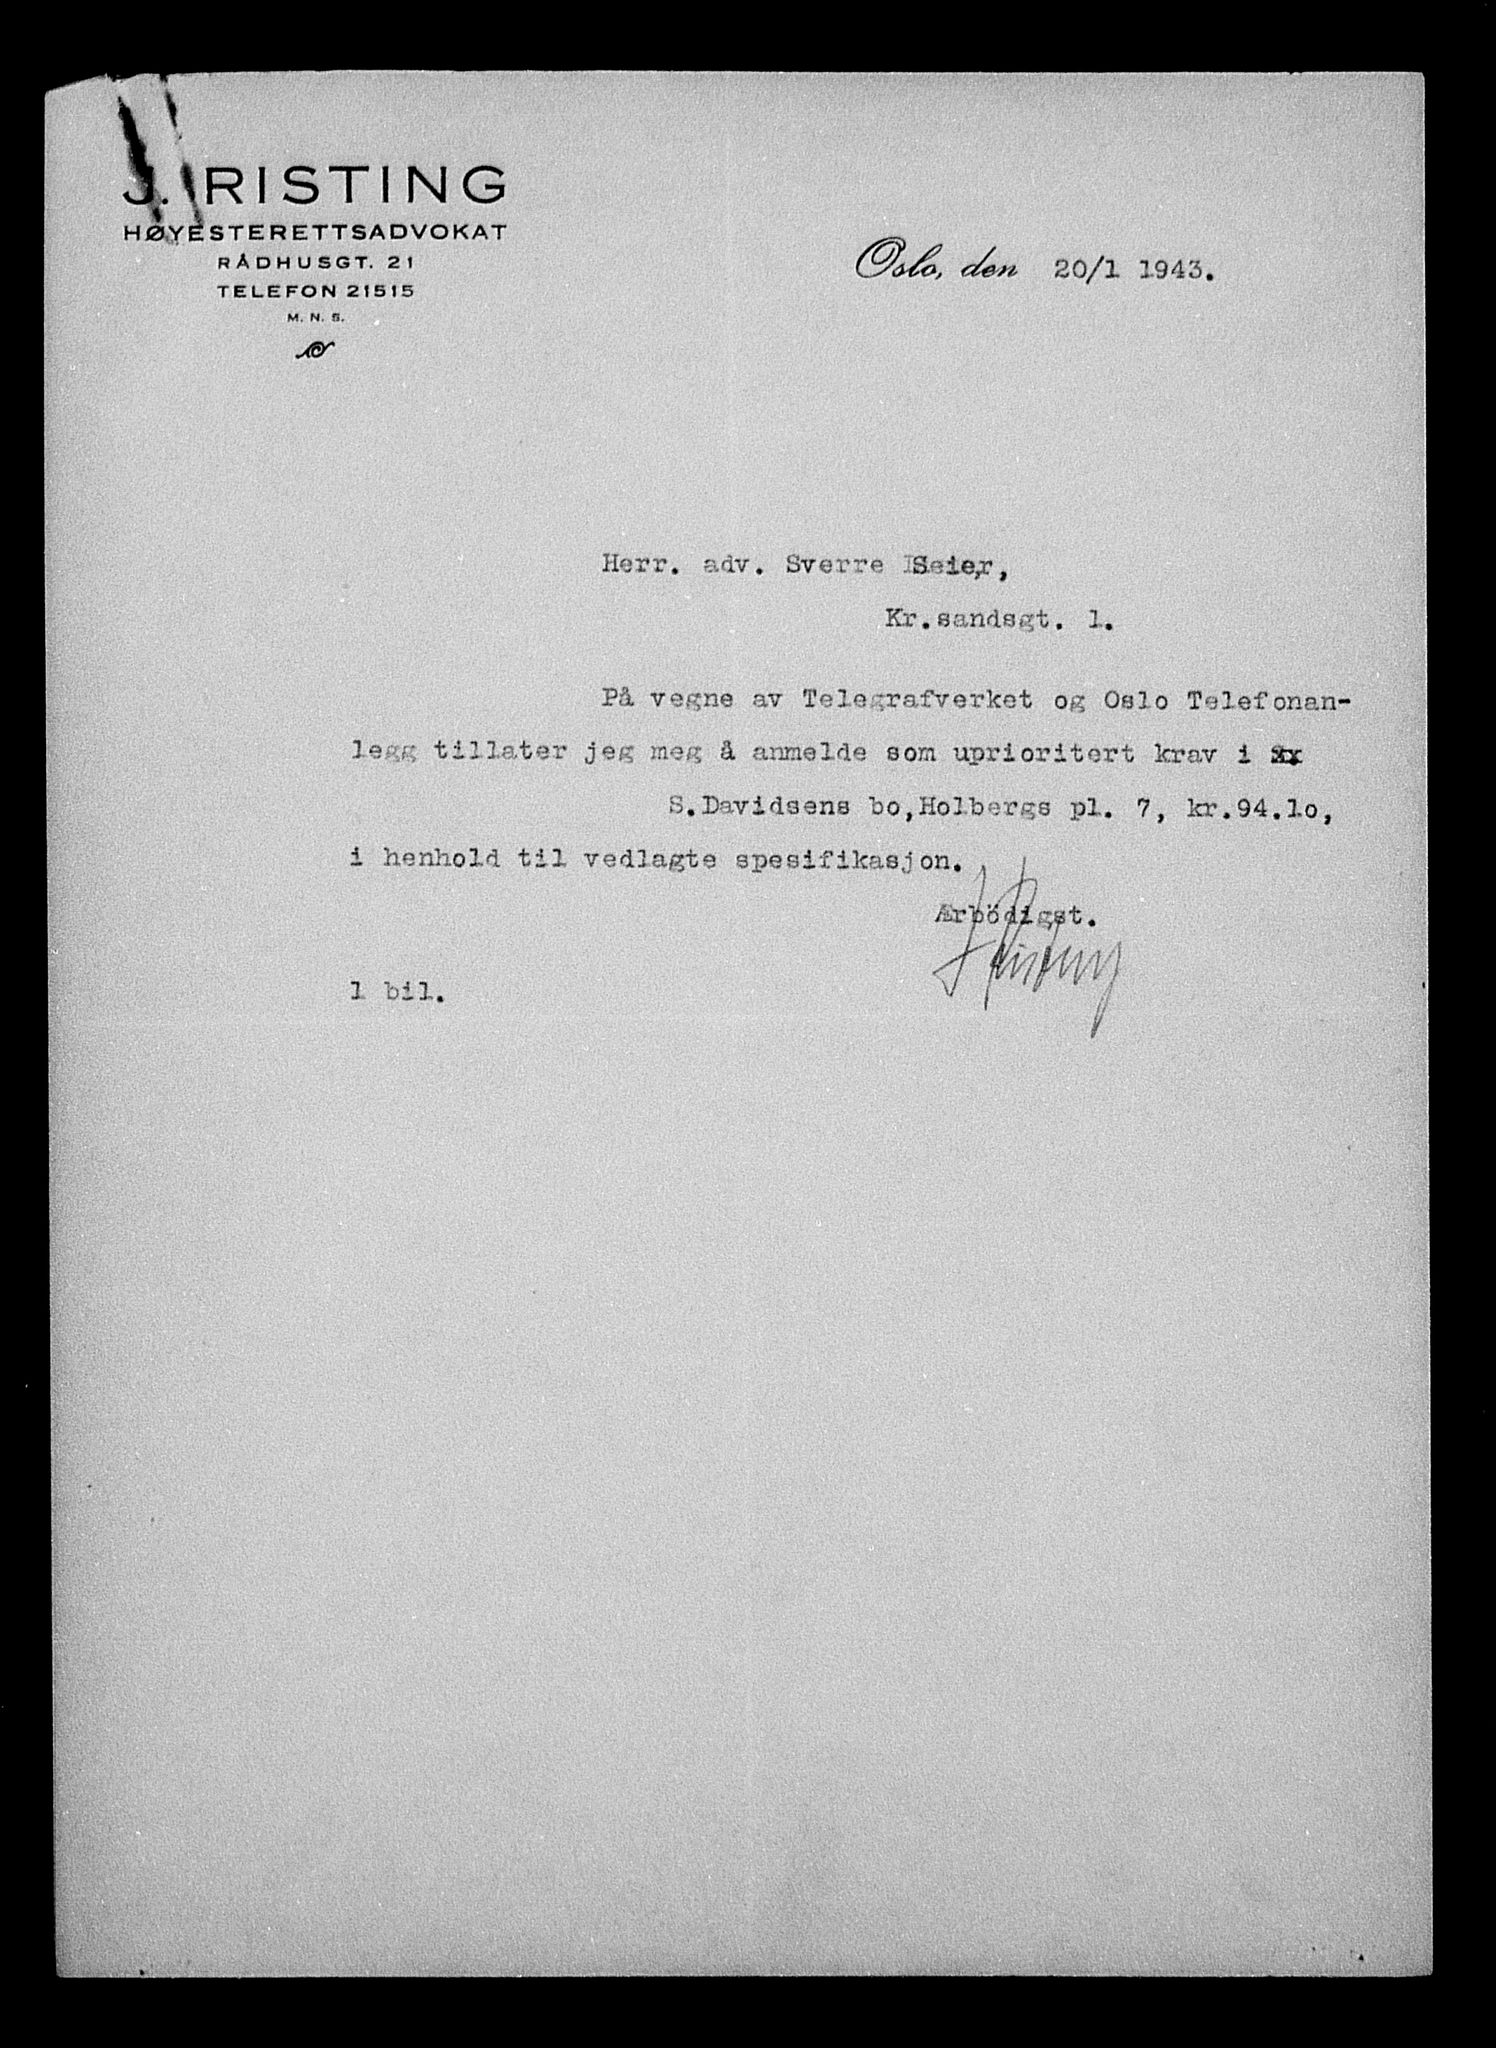 J. RISTING
HØYESTERETTSADVOKAT
RÅDHUSGT. 21
TELEFON 21515
M. N. S.
Oslo, den 20/1 1943.
Herr. adv. Sverre Seier,
Kr.sandsgt. 1.
På vegne av Telegrafverket og Oslo Telefonan-
legg tillater jeg meg å anmelde som uprioritert krav i
S.Davidsens bo, Holbergs pl. 7, kr.94.lo,
i henhold til vedlagte spesifikasjon.
Ærbödigst.
J Risting
1 bil.